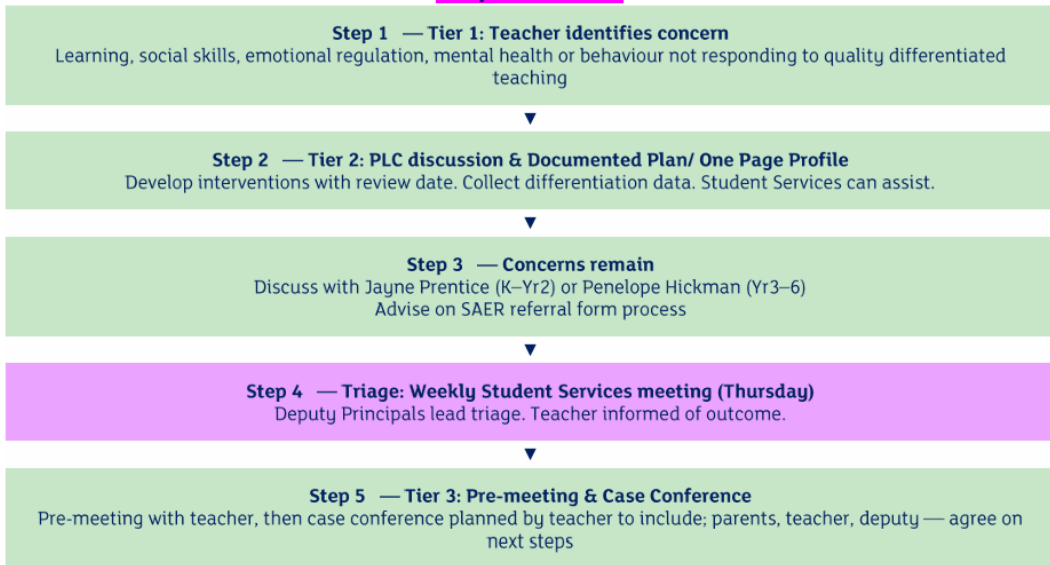 Step 1 — Tier 1: Teacher identifies concern
Learning, social skills, emotional regulation, mental health or behaviour not responding to quality differentiated
teaching
▼
Step 2 — Tier 2: PLC discussion & Documented Plan/ One Page Profile
Develop interventions with review date. Collect differentiation data. Student Services can assist.
▼
Step 3 — Concerns remain
Discuss with Jayne Prentice (K–Yr2) or Penelope Hickman (Yr3–6)
Advise on SAER referral form process
▼
Step 4 — Triage: Weekly Student Services meeting (Thursday)
Deputy Principals lead triage. Teacher informed of outcome.
▼
Step 5 — Tier 3: Pre-meeting & Case Conference
Pre-meeting with teacher, then case conference planned by teacher to include; parents, teacher, deputy — agree on
next steps